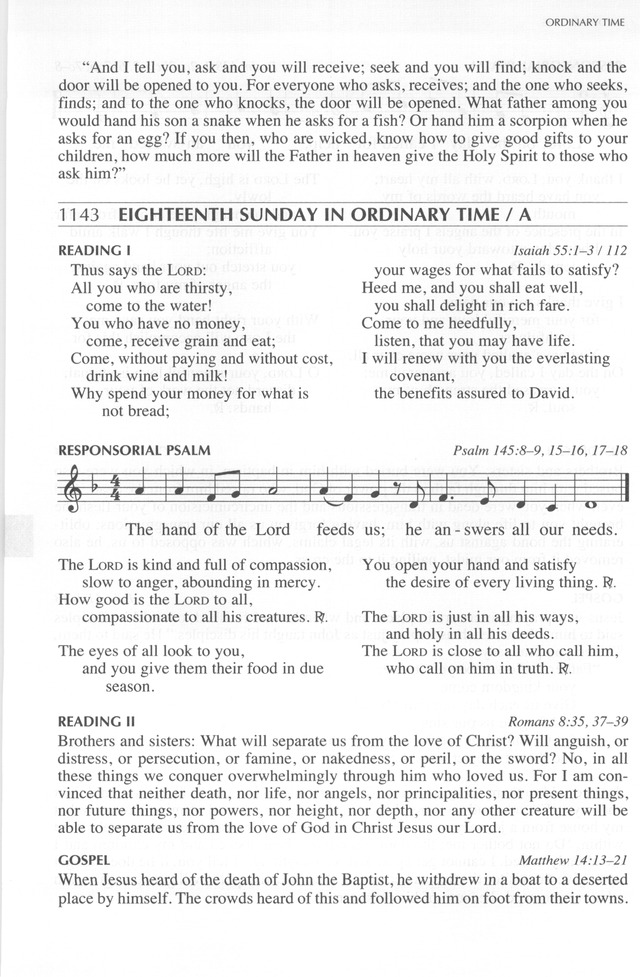 ORDINARY TIME
“And I tell you, ask and you will receive; seek and you will find; knock and the
door will be opened to you. For everyone who asks, receives; and the one who seeks,
finds; and to the one who knocks, the door will be opened. What father among you
would hand his son a snake when he asks for a fish? Or hand him a scorpion when he
asks for an egg? If you then, who are wicked, know how to give good gifts to your
children, how much more will the Father in heaven give the Holy Spirit to those who
ask him?”
1143 EIGHTEENTH SUNDAY IN ORDINARY TIME / A
READING I Isaiah 55:1–3 / 112
Thus says the LORD:
All you who are thirsty,
come to the water!
You who have no money,
come, receive grain and eat;
Come, without paying and without cost,
drink wine and milk!
Why spend your money for what is
not bread;
your wages for what fails to satisfy?
Heed me, and you shall eat well,
you shall delight in rich fare.
Come to me heedfully,
listen, that you may have life.
I will renew with you the everlasting
covenant,
the benefits assured to David.
RESPONSORIAL PSALM Psalm 145:8–9, 15–16, 17–18
4
4
The hand of the Lord feeds us; he an - swers all our needs.
The LORD is kind and full of compassion,
slow to anger, abounding in mercy.
How good is the LORD to all,
compassionate to all his creatures. ℟.
The eyes of all look to you,
and you give them their food in due
season.
You open your hand and satisfy
the desire of every living thing. ℟.
The LORD is just in all his ways,
and holy in all his deeds.
The LORD is close to all who call him,
who call on him in truth. ℟.
READING II Romans 8:35, 37–39
Brothers and sisters: What will separate us from the love of Christ? Will anguish, or
distress, or persecution, or famine, or nakedness, or peril, or the sword? No, in all
these things we conquer overwhelmingly through him who loved us. For I am con-
vinced that neither death, nor life, nor angels, nor principalities, nor present things,
nor future things, nor powers, nor height, nor depth, nor any other creature will be
able to separate us from the love of God in Christ Jesus our Lord.
GOSPEL Matthew 14:13–21
When Jesus heard of the death of John the Baptist, he withdrew in a boat to a deserted
place by himself. The crowds heard of this and followed him on foot from their towns.